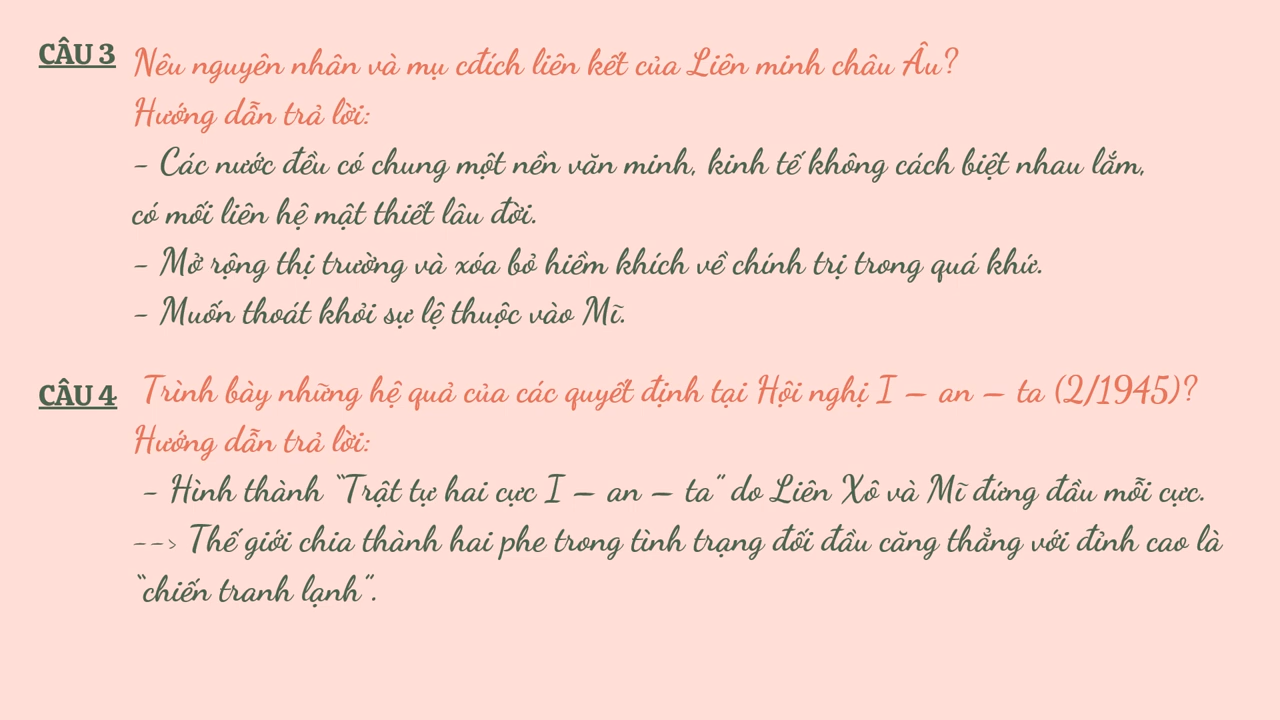 CÂU 3 Nêu nguyên nhân và mụ cđích liên kết của Liên minh châu Âu?
Hướng dẫn trả lời:
- Các nước đều có chung một nền văn minh, kinh tế không cách biệt nhau lắm,
có mối liên hệ mật thiết lâu đời.
- Mở rộng thị trường và xóa bỏ hiềm khích về chính trị trong quá khứ.
- Muốn thoát khỏi sự lệ thuộc vào Mĩ.
CÂU 4 Trình bày những hệ quả của các quyết định tại Hội nghị I – an – ta (2/1945)?
Hướng dẫn trả lời:
- Hình thành “Trật tự hai cực I – an – ta” do Liên Xô và Mĩ đứng đầu mỗi cực.
--> Thế giới chia thành hai phe trong tình trạng đối đầu căng thẳng với đỉnh cao là
“chiến tranh lạnh”.